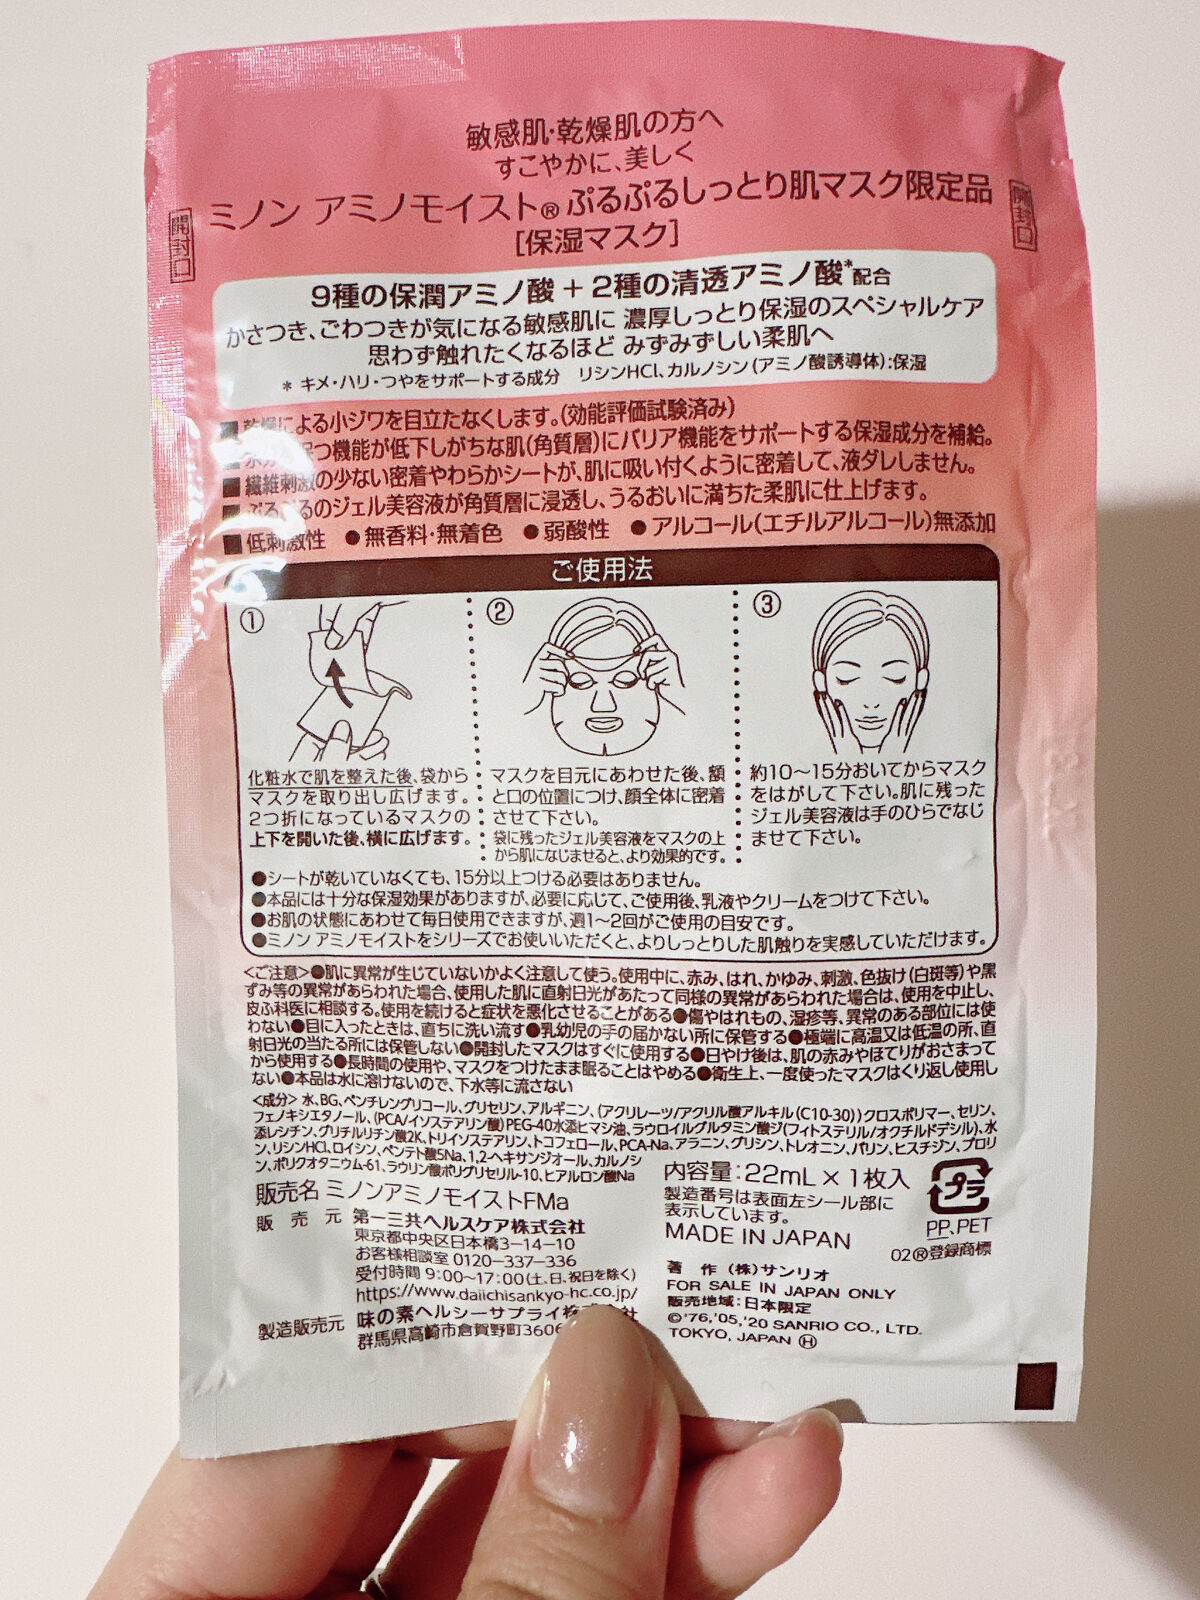 敏感肌・乾燥肌の方へ
すこやかに、美しく
ミノン アミノモイスト®ぷるぷるしっとり肌マスク限定品
[保湿マスク]
開封口
開封口
9種の保潤アミノ酸+2種の清透アミノ酸*配合
かさつき、ごわつきが気になる敏感肌に 濃厚しっとり保湿のスペシャルケア
思わず触れたくなるほど みずみずしい柔肌へ
* キメ・ハリ・つやをサポートする成分 リシンHCl、カルノシン(アミノ酸誘導体):保湿
■乾燥による小ジワを目立たなくします。(効能評価試験済み)
つ機能が低下しがちな肌(角質層)にバリア機能をサポートする保湿成分を補給。
■繊維刺激の少ない密着やわらかシートが、肌に吸い付くように密着して、液ダレしません。
■ぷるぷるのジェル美容液が角質層に浸透し、うるおいに満ちた柔肌に仕上げます。
■低刺激性 ●無香料・無着色 ●弱酸性 ●アルコール(エチルアルコール)無添加
ご使用法
①
化粧水で肌を整えた後、袋から
マスクを取り出し広げます。
2つ折になっているマスクの
上下を開いた後、横に広げます。
②
マスクを目元にあわせた後、額
と口の位置につけ、顔全体に密着
させて下さい。
袋に残ったジェル美容液をマスクの上
から肌になじませると、より効果的です。
③
約10〜15分おいてからマスク
をはがして下さい。肌に残った
ジェル美容液は手のひらでなじ
ませて下さい。
●シートが乾いていなくても、15分以上つける必要はありません。
●本品には十分な保湿効果がありますが、必要に応じて、ご使用後、乳液やクリームをつけて下さい。
●お肌の状態にあわせて毎日使用できますが、週1〜2回がご使用の目安です。
●ミノン アミノモイストをシリーズでお使いいただくと、よりしっとりした肌触りを実感していただけます。
<ご注意>●肌に異常が生じていないかよく注意して使う。使用中に、赤み、はれ、かゆみ、刺激、色抜け(白斑等)や黒
ずみ等の異常があらわれた場合、使用した肌に直射日光があたって同様の異常があらわれた場合は、使用を中止し、
皮ふ科医に相談する。使用を続けると症状を悪化させることがある●傷やはれもの、湿疹等、異常のある部位には使
わない●目に入ったときは、直ちに洗い流す●乳幼児の手の届かない所に保管する●極端に高温又は低温の所、直
射日光の当たる所には保管しない●開封したマスクはすぐに使用する●日やけ後は、肌の赤みやほてりがおさまって
から使用する●長時間の使用や、マスクをつけたまま眠ることはやめる●衛生上、一度使ったマスクはくり返し使用し
ない●本品は水に溶けないので、下水等に流さない
<成分> 水、BG、ペンチレングリコール、グリセリン、アルギニン、(アクリレーツ/アクリル酸アルキル(C10-30))クロスポリマー、セリン、
フェノキシエタノール、(PCA/イソステアリン酸)PEG-40水添ヒマシ油、ラウロイルグルタミン酸ジ(フィトステリル/オクチルドデシル)、水
添レシチン、グリチルリチン酸2K、トリイソステアリン、トコフェロール、PCA-Na、アラニン、グリシン、トレオニン、バリン、ヒスチジン、プロリ
ン、リシンHCl、ロイシン、ペンテト酸5Na、1,2-ヘキサンジオール、カルノシ
ン、ポリクオタニウム-61、ラウリン酸ポリグリセリル-10、ヒアルロン酸Na
販売名 ミノンアミノモイストFMa
販売元 第一三共ヘルスケア株式会社
東京都中央区日本橋3-14-10
お客様相談室 0120-337-336
受付時間 9:00〜17:00(土、日、祝日を除く)
https://www.daiichisankyo-hc.co.jp/
製造販売元 味の素ヘルシーサプライ株
群馬県高崎市倉賀野町3606
内容量:22mL×1枚入
製造番号は表面左シール部に
表示しています。
MADE IN JAPAN
プラ
PP.PET
02®登録商標
著 作 (株)サンリオ
FOR SALE IN JAPAN ONLY
販売地域:日本限定
©'76,'05,'20 SANRIO CO., LTD.
TOKYO, JAPAN Ⓗ